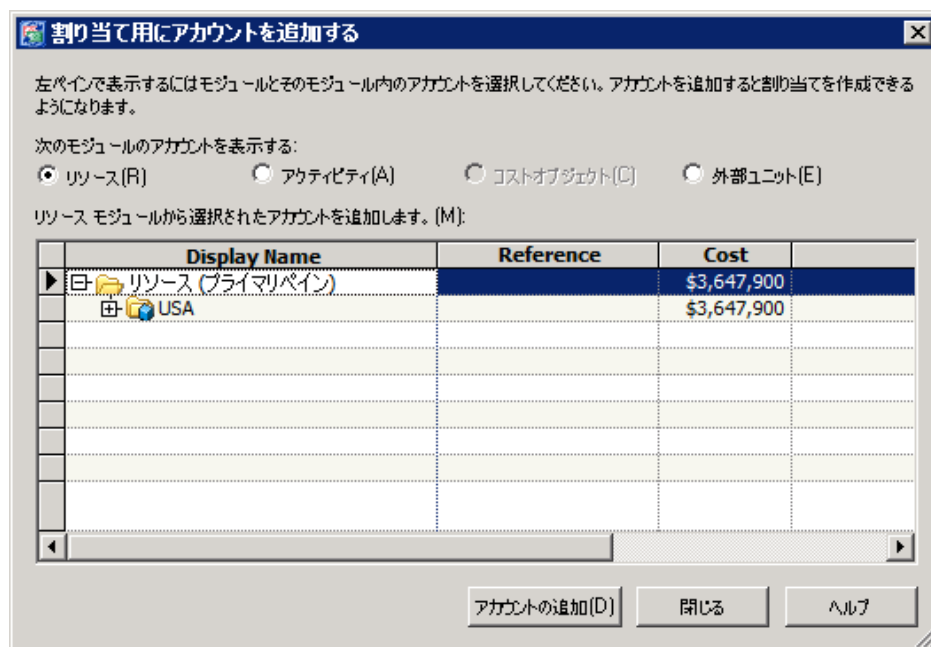 割り当て用にアカウントを追加する
左ペインで表示するにはモジュールとそのモジュール内のアカウントを選択してください。アカウントを追加すると割り当てを作成できる
ようになります。
次のモジュールのアカウントを表示する:
リソース(R) アクティビティ(A) コストオブジェクト(C) 外部ユニット(E)
リソース モジュールから選択されたアカウントを追加します。(M):
Display Name Reference Cost
リソース (プライマリペイン) $3,647,900
USA $3,647,900
アカウントの追加(D) 閉じる ヘルプ